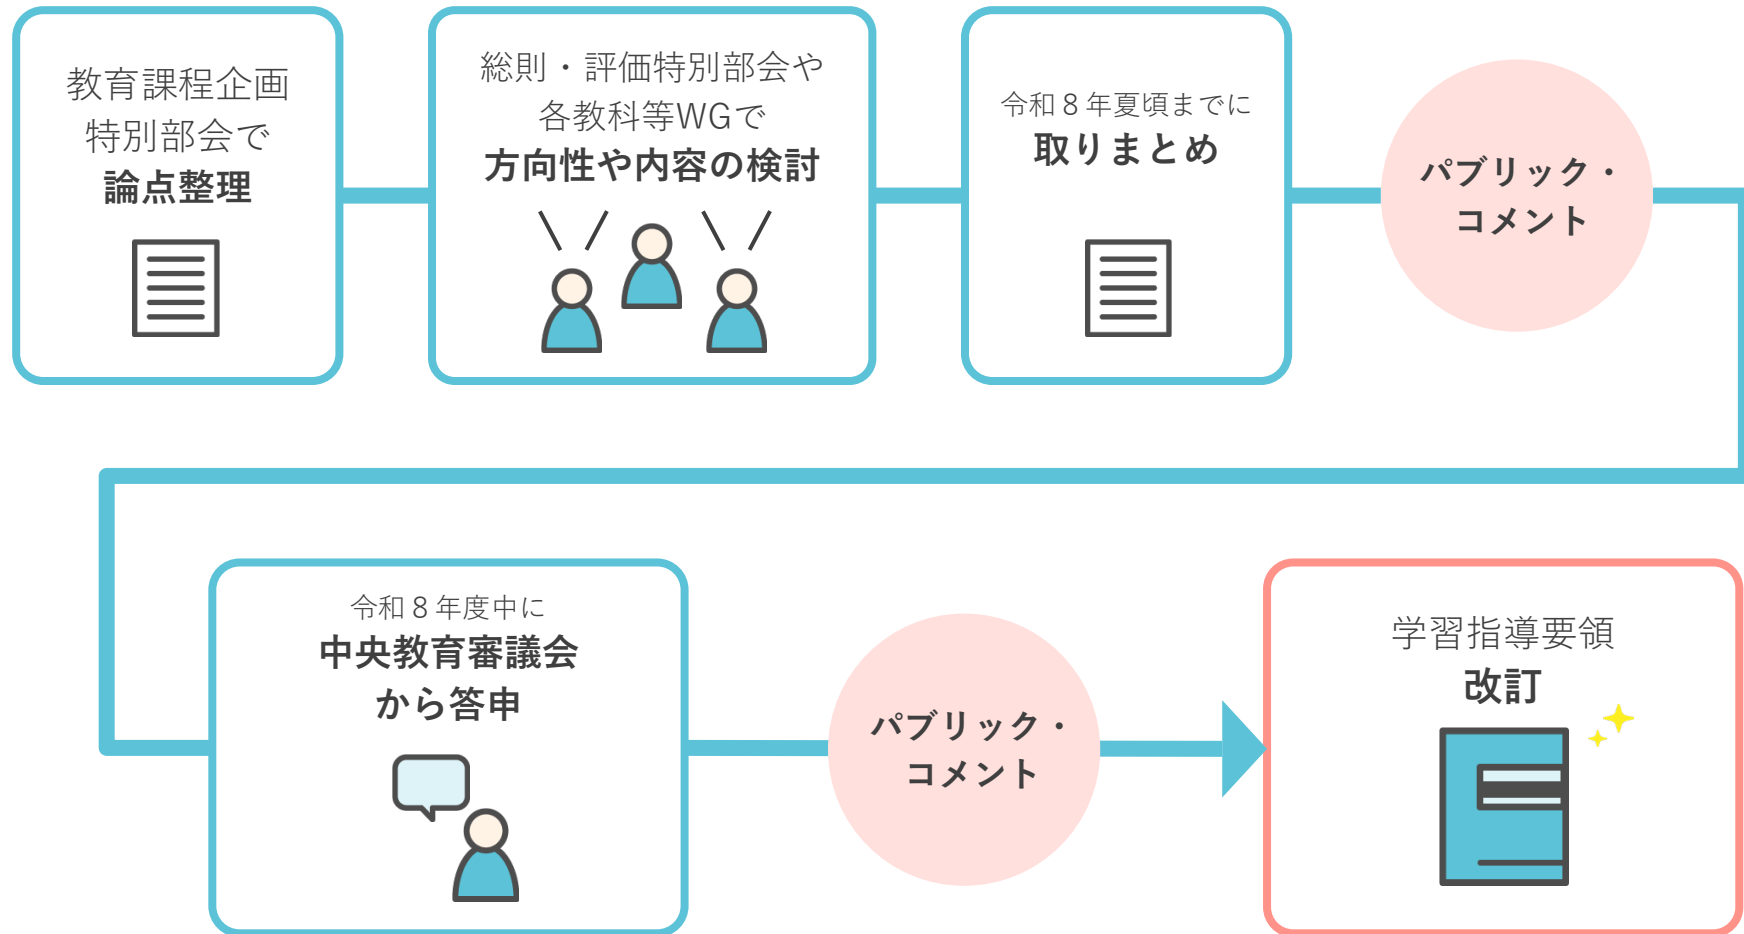 教育課程企画
特別部会で
論点整理
総則・評価特別部会や
各教科等WGで
方向性や内容の検討
令和８年夏頃までに
取りまとめ
パブリック・
コメント
令和８年度中に
中央教育審議会
から答申
パブリック・
コメント
学習指導要領
改訂